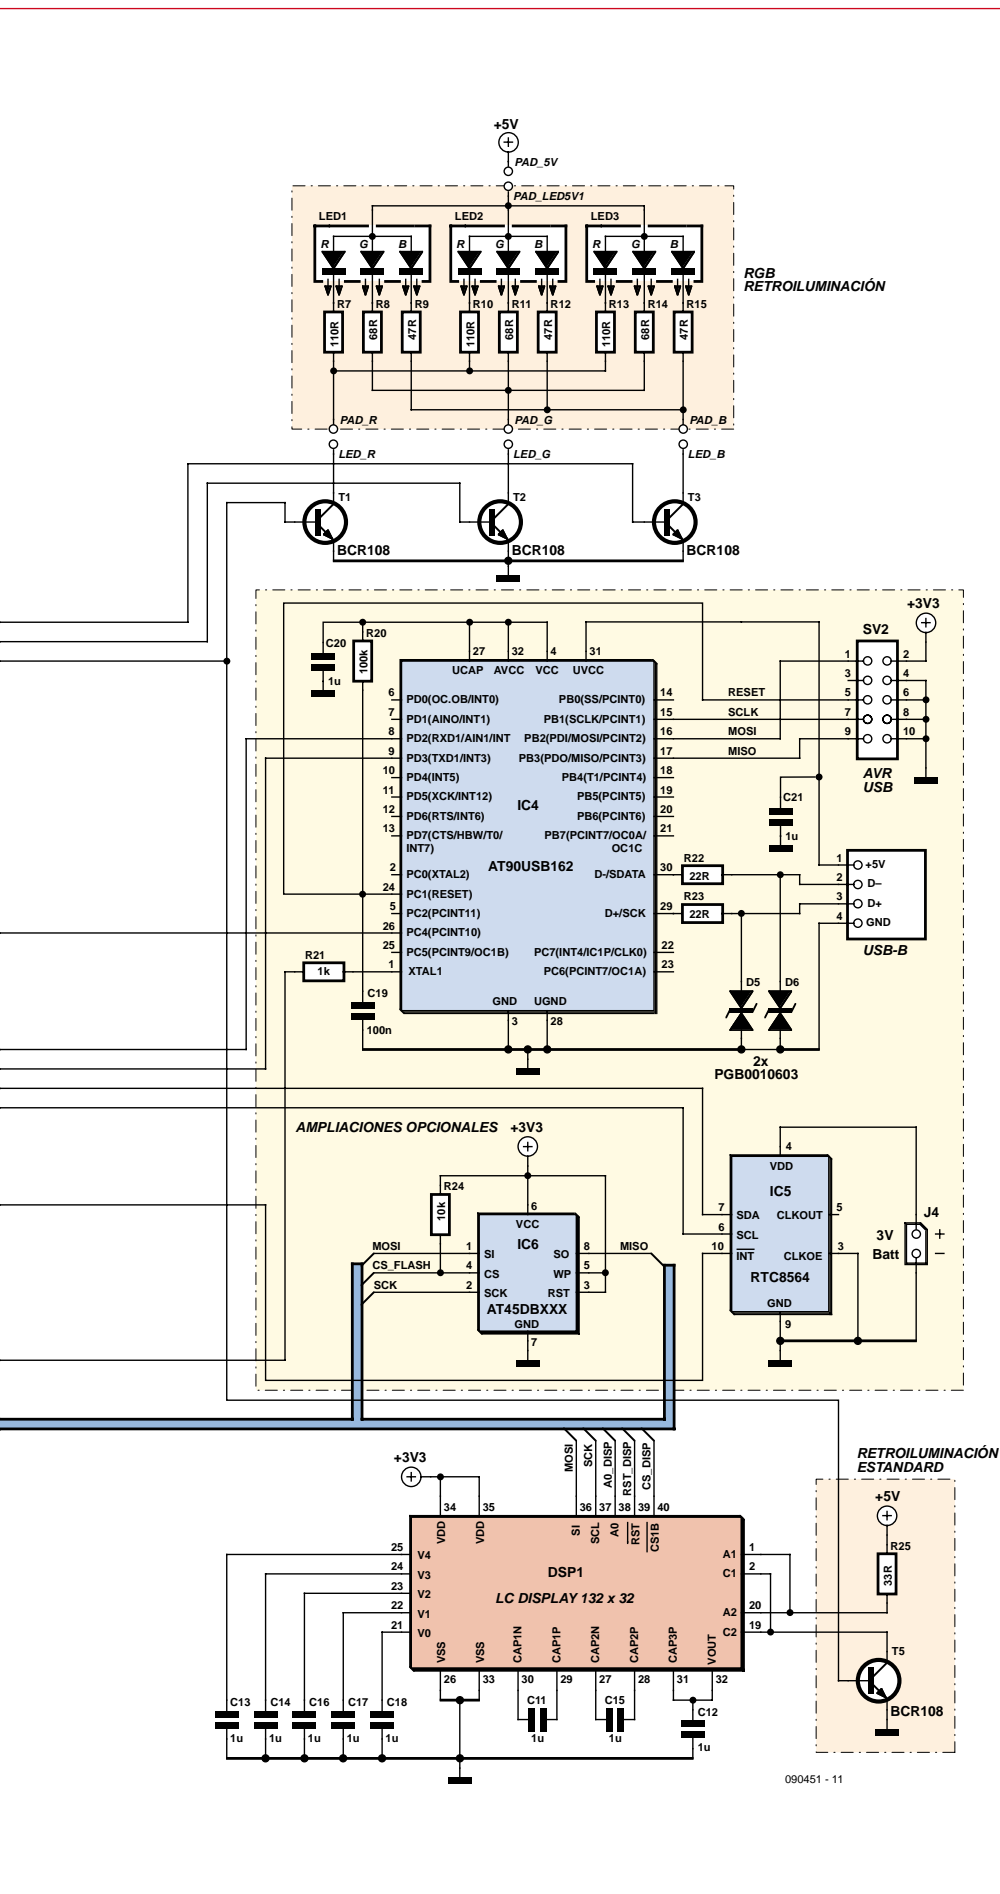 +5V
PAD_5V
PAD_LED5V1
LED1 LED2 LED3
R G B R G B R G B
RGB
RETROILUMINACIÓN
R7 R8 R9 R10 R11 R12 R13 R14 R15
110R 68R 47R 110R 68R 47R 110R 68R 47R
PAD_R PAD_G PAD_B
LED_R LED_G LED_B
T1 T2 T3
BCR108 BCR108 BCR108
+3V3
R20
100k
C20
1u
SV2
27 32 4 31
UCAP AVCC VCC UVCC
1 2
3 4
5 6
7 8
9 10
AVR
USB
6 PD0(OC.OB/INT0)
7 PD1(AINO/INT1)
8 PD2(RXD1/AIN1/INT
9 PD3(TXD1/INT3)
10 PD4(INT5)
11 PD5(XCK/INT12)
12 PD6(RTS/INT6)
13 PD7(CTS/HBW/T0/
INT7)
2 PC0(XTAL2)
24 PC1(RESET)
5 PC2(PCINT11)
26 PC4(PCINT10)
25 PC5(PCINT9/OC1B)
1 XTAL1
IC4
AT90USB162
PB0(SS/PCINT0) 14
PB1(SCLK/PCINT1) 15
PB2(PDI/MOSI/PCINT2) 16
PB3(PDO/MISO/PCINT3) 17
PB4(T1/PCINT4) 18
PB5(PCINT5) 19
PB6(PCINT6) 20
PB7(PCINT7/OC0A/ 21
OC1C
D-/SDATA 30
D+/SCK 29
PC7(INT4/IC1P/CLK0) 22
PC6(PCINT7/OC1A) 23
GND UGND
3 28
RESET
SCLK
MOSI
MISO
C21
1u
R22
22R
R23
22R
1 +5V
2 D–
3 D+
4 GND
USB-B
R21
1k
C19
100n
D5 D6
2x
PGB0010603
AMPLIACIONES OPCIONALES
+3V3
R24
10k
6
VCC
IC6
MOSI 1 SI
CS_FLASH 4 CS
SCK 2 SCK
SO 8 MISO
WP 5
RST 3
AT45DBXXX
GND
7
4
VDD
IC5
7 SDA
6 SCL
10 INT
CLKOUT 5
CLKOE 3
RTC8564
GND
9
J4
3V
Batt
+
–
MOSI SCK A0_DISP RST_DISP CS_DISP
+3V3
34 35 36 37 38 39 40
VDD VDD SI SCL A0 RST CS1B
25 V4
24 V3
23 V2
22 V1
21 V0
DSP1
LC DISPLAY 132 x 32
A1 1
C1 2
A2 20
C2 19
VSS VSS CAP1N CAP1P CAP2N CAP2P CAP3P VOUT
26 33 30 29 27 28 31 32
RETROILUMINACIÓN
ESTANDARD
+5V
R25
33R
T5
BCR108
C13 C14 C16 C17 C18 C11 C15 C12
1u 1u 1u 1u 1u 1u 1u 1u
090451 - 11